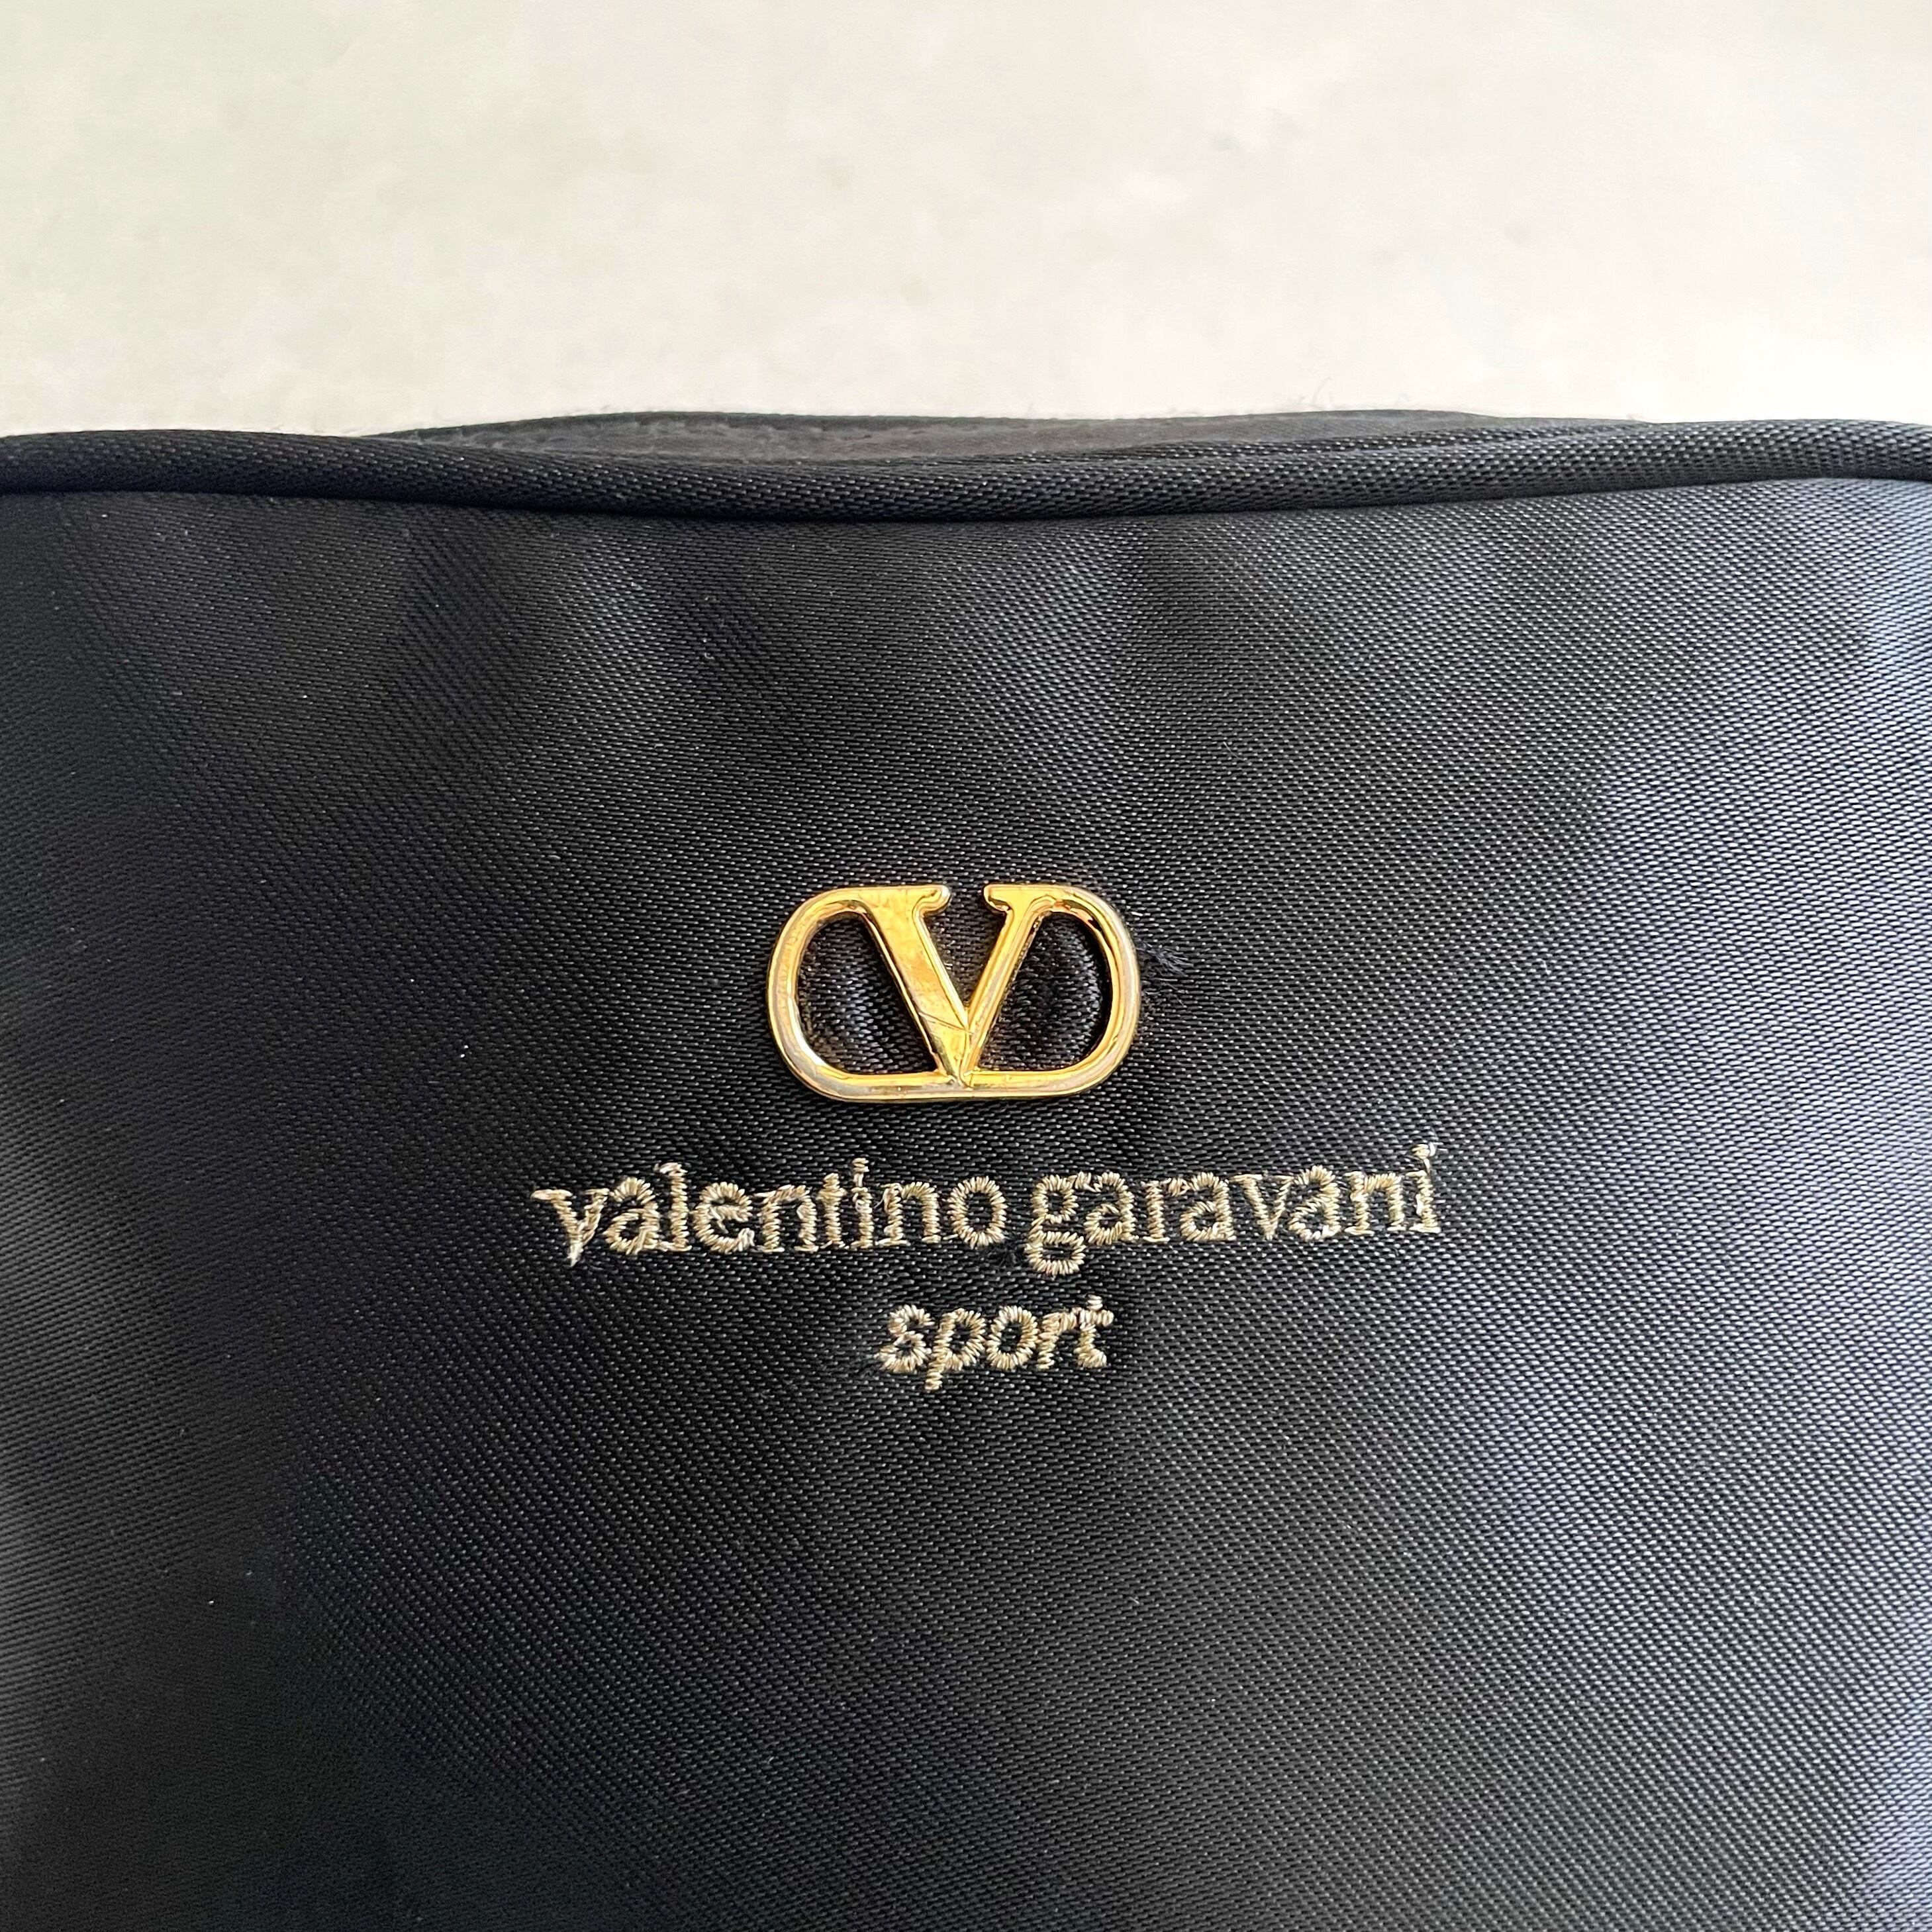 valentino garavani
sport